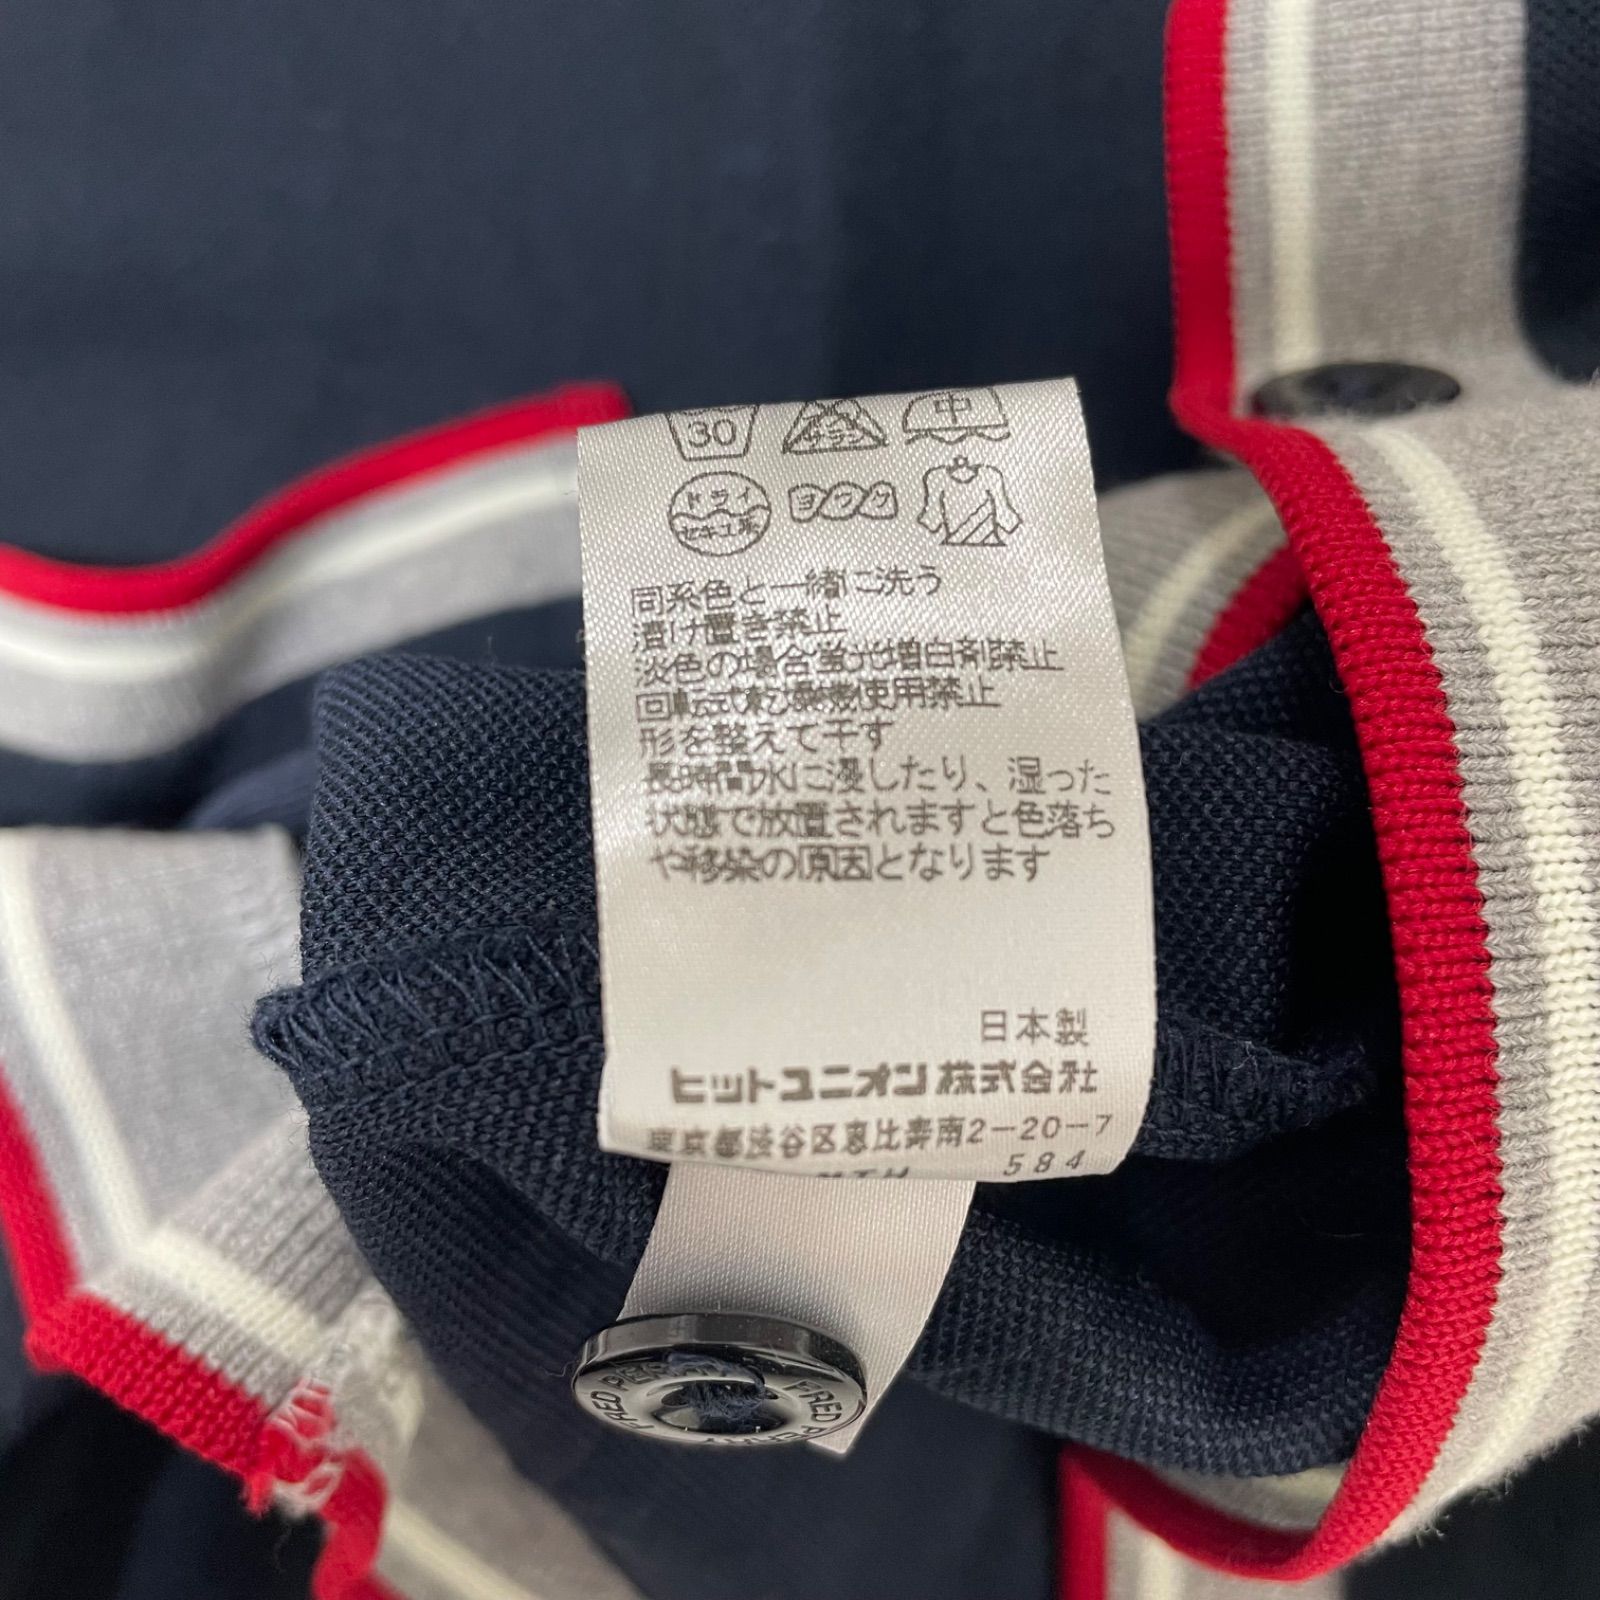 30 中
ドライ ヨワク
セキユ系
同系色と一緒に洗う
漬け置き禁止
淡色の場合蛍光増白剤禁止
回転式乾燥機使用禁止
形を整えて干す
長時間水に浸したり、湿った
状態で放置されますと色落ち
や移染の原因となります
日本製
ヒットユニオン株式会社
東京都渋谷区恵比寿南2-20-7
584
FRED PERRY FRED PERRY